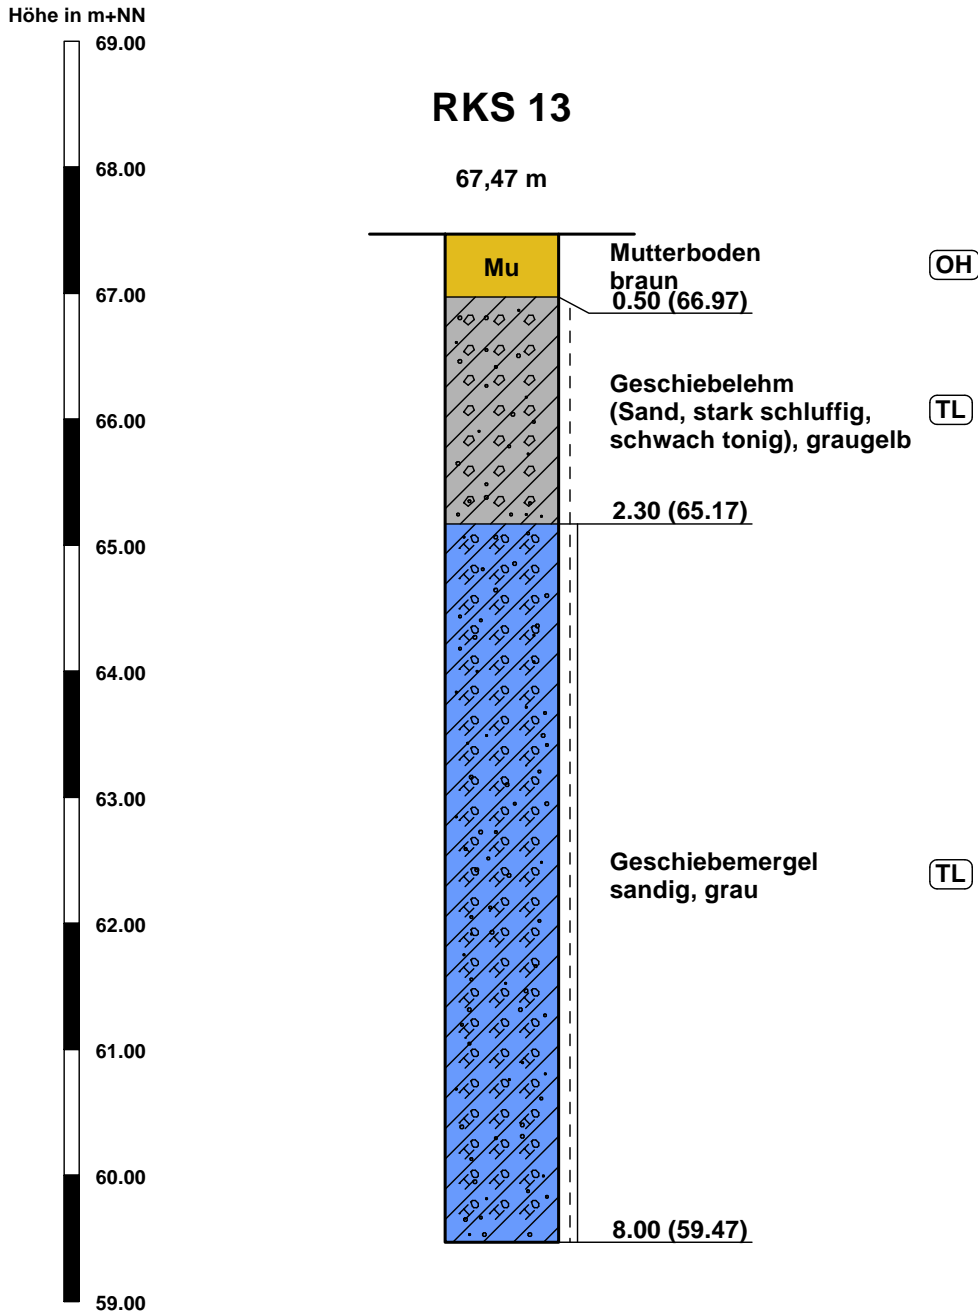 Höhe in m+NN
69.00
RKS 13
68.00
67,47 m
Mu
Mutterboden
braun
OH
67.00
0.50 (66.97)
Geschiebelehm
(Sand, stark schluffig,
schwach tonig), graugelb
TL
66.00
2.30 (65.17)
65.00
64.00
63.00
Geschiebemergel
sandig, grau
TL
62.00
61.00
60.00
8.00 (59.47)
59.00